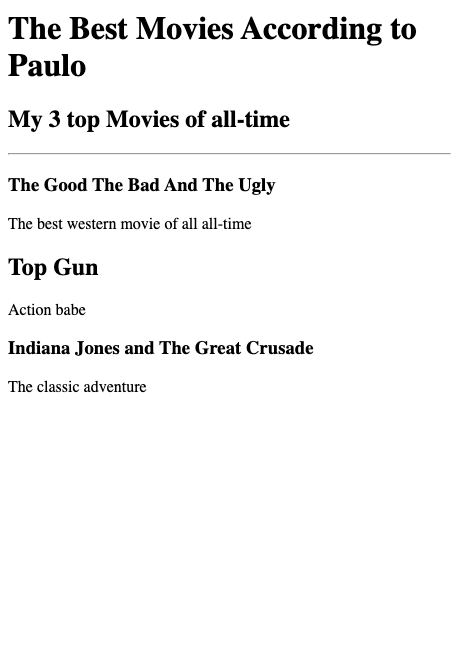 The Best Movies According to
Paulo
My 3 top Movies of all-time
The Good The Bad And The Ugly
The best western movie of all all-time
Top Gun
Action babe
Indiana Jones and The Great Crusade
The classic adventure